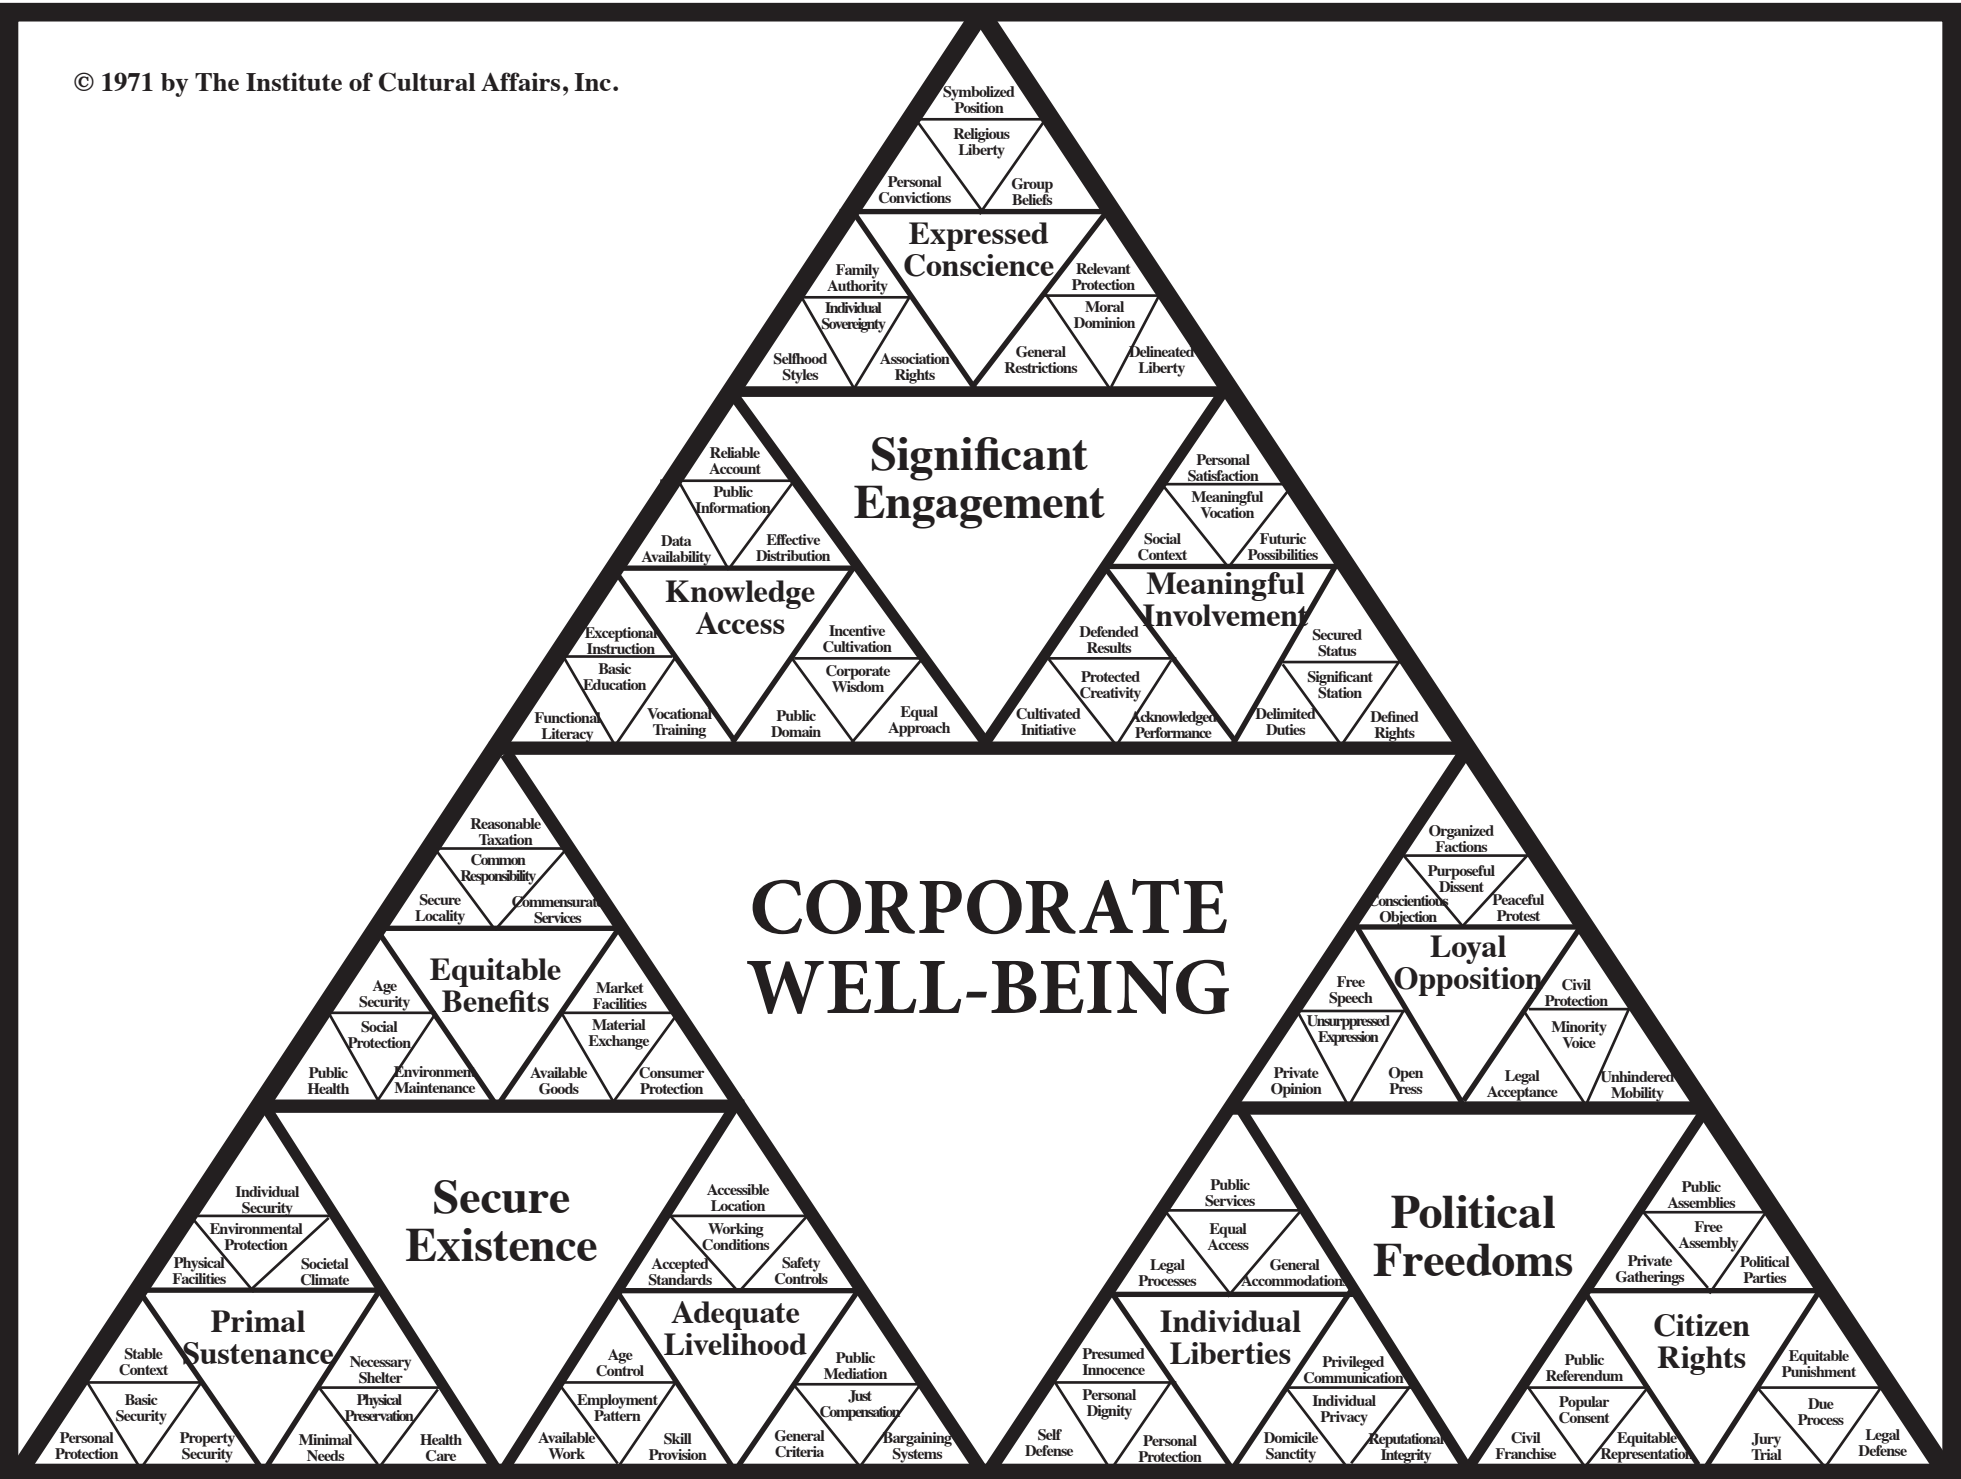 © 1971 by The Institute of Cultural Affairs, Inc.
Symbolized
Position
Religious
Liberty
Personal
Convictions
Group
Beliefs
Expressed
Conscience
Family
Authority
Individual
Sovereignty
Selfhood
Styles
Association
Rights
Relevant
Protection
Moral
Dominion
General
Restrictions
Delineated
Liberty
Significant
Engagement
Reliable
Account
Public
Information
Data
Availability
Effective
Distribution
Knowledge
Access
Exceptional
Instruction
Basic
Education
Functional
Literacy
Vocational
Training
Incentive
Cultivation
Corporate
Wisdom
Public
Domain
Equal
Approach
Personal
Satisfaction
Meaningful
Vocation
Social
Context
Futuric
Possibilities
Meaningful
Involvement
Defended
Results
Protected
Creativity
Cultivated
Initiative
Acknowledged
Performance
Secured
Status
Significant
Station
Delimited
Duties
Defined
Rights
CORPORATE
WELL-BEING
Reasonable
Taxation
Common
Responsibility
Secure
Locality
Commensurate
Services
Equitable
Benefits
Age
Security
Social
Protection
Public
Health
Environment
Maintenance
Market
Facilities
Material
Exchange
Available
Goods
Consumer
Protection
Secure
Existence
Individual
Security
Environmental
Protection
Physical
Facilities
Societal
Climate
Primal
Sustenance
Stable
Context
Basic
Security
Personal
Protection
Property
Security
Necessary
Shelter
Physical
Preservation
Minimal
Needs
Health
Care
Accessible
Location
Working
Conditions
Accepted
Standards
Safety
Controls
Adequate
Livelihood
Age
Control
Employment
Pattern
Available
Work
Skill
Provision
Public
Mediation
Just
Compensation
General
Criteria
Bargaining
Systems
Organized
Factions
Purposeful
Dissent
Conscientious
Objection
Peaceful
Protest
Loyal
Opposition
Free
Speech
Unsurppressed
Expression
Private
Opinion
Open
Press
Civil
Protection
Minority
Voice
Legal
Acceptance
Unhindered
Mobility
Political
Freedoms
Public
Services
Equal
Access
Legal
Processes
General
Accommodations
Individual
Liberties
Presumed
Innocence
Personal
Dignity
Self
Defense
Personal
Protection
Privileged
Communication
Individual
Privacy
Domicile
Sanctity
Reputational
Integrity
Public
Assemblies
Free
Assembly
Private
Gatherings
Political
Parties
Citizen
Rights
Public
Referendum
Popular
Consent
Civil
Franchise
Equitable
Representation
Equitable
Punishment
Due
Process
Jury
Trial
Legal
Defense